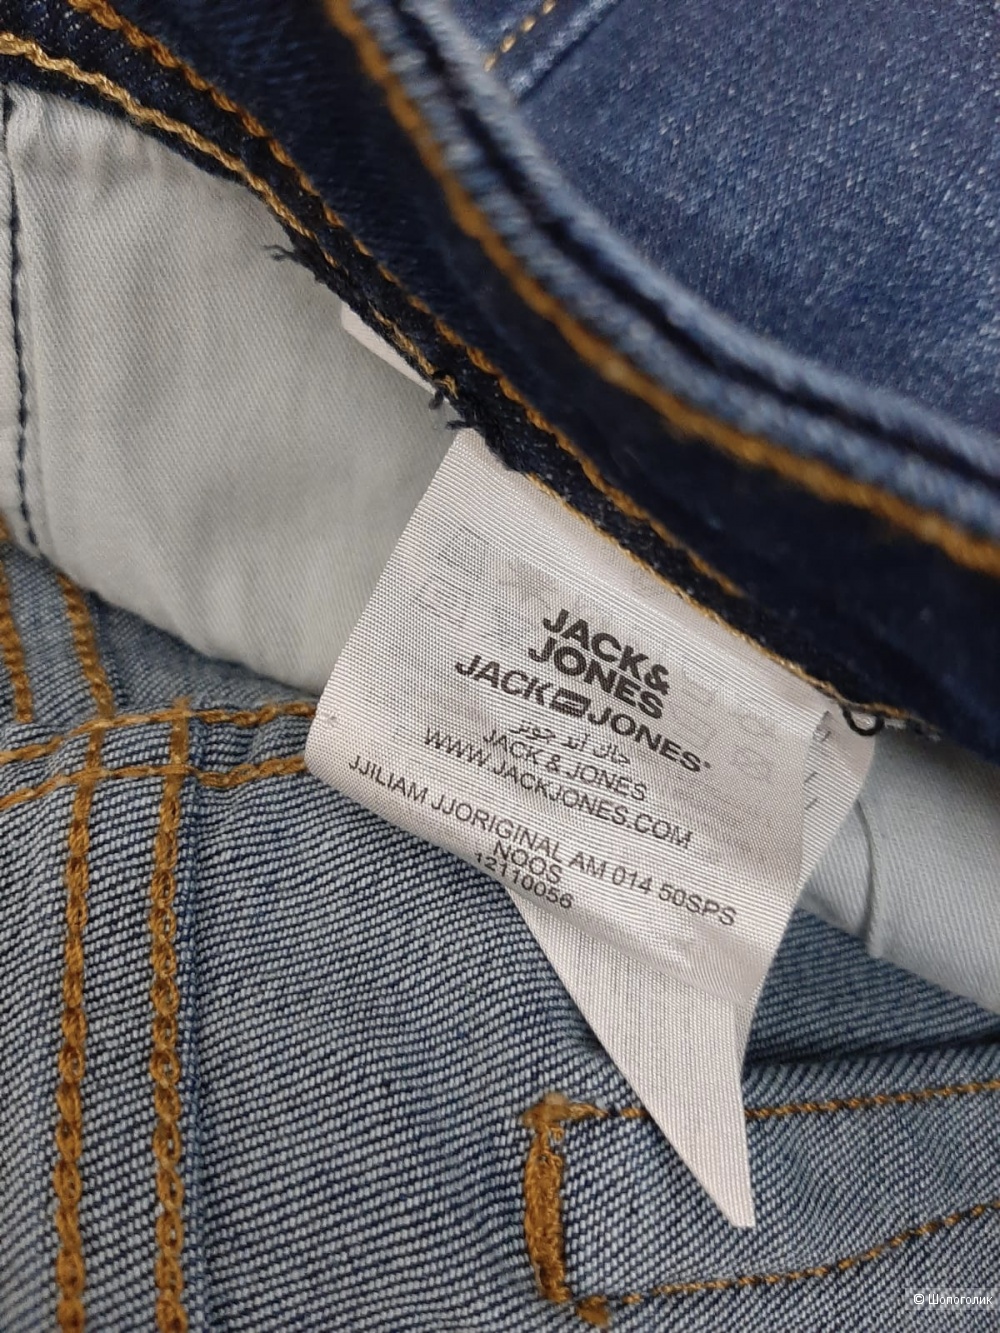 JACK&
JONES
JACK JONES®
جاك أند جونز
JACK & JONES
WWW.JACKJONES.COM
JJILIAM JJORIGINAL AM 014 50SPS
NOOS
12110056
© Шопоголик